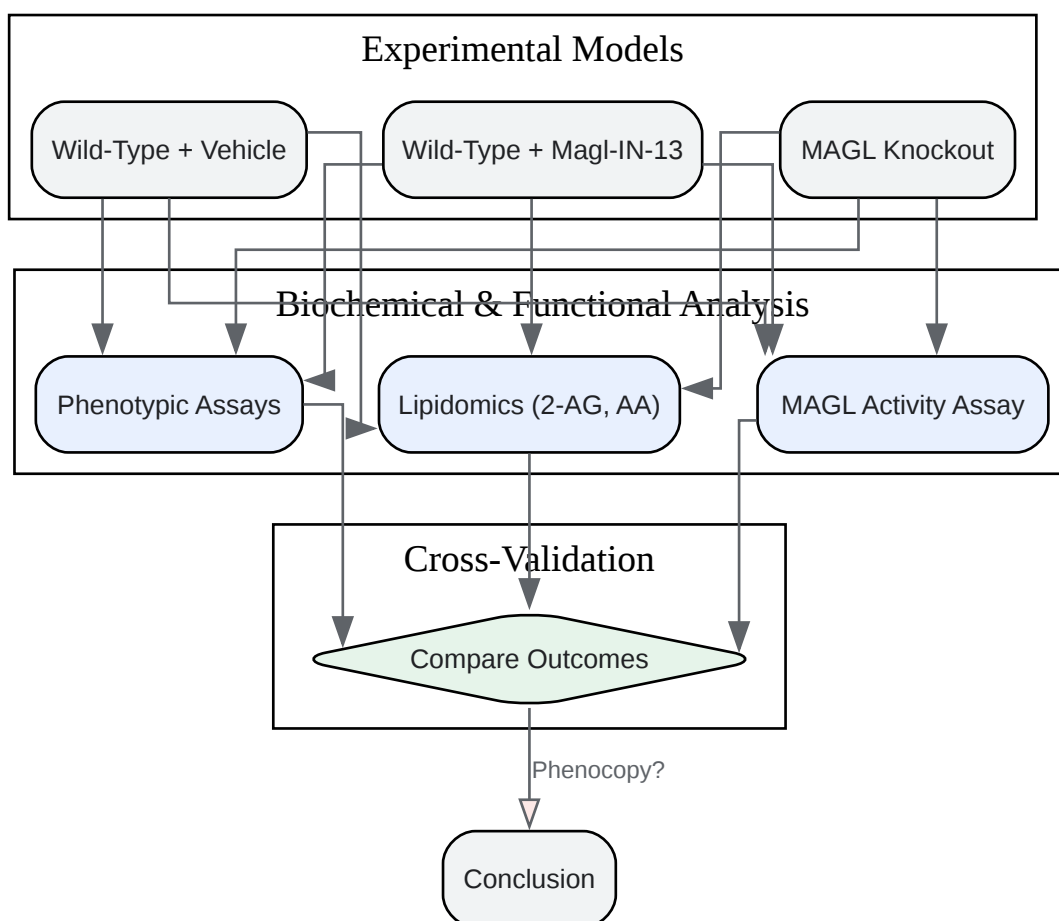 Experimental Models
Wild-Type + Vehicle
Wild-Type + Magl-IN-13
MAGL Knockout
Biochemical & Functional Analysis
Phenotypic Assays
Lipidomics (2-AG, AA)
MAGL Activity Assay
Cross-Validation
Compare Outcomes
Phenocopy?
Conclusion